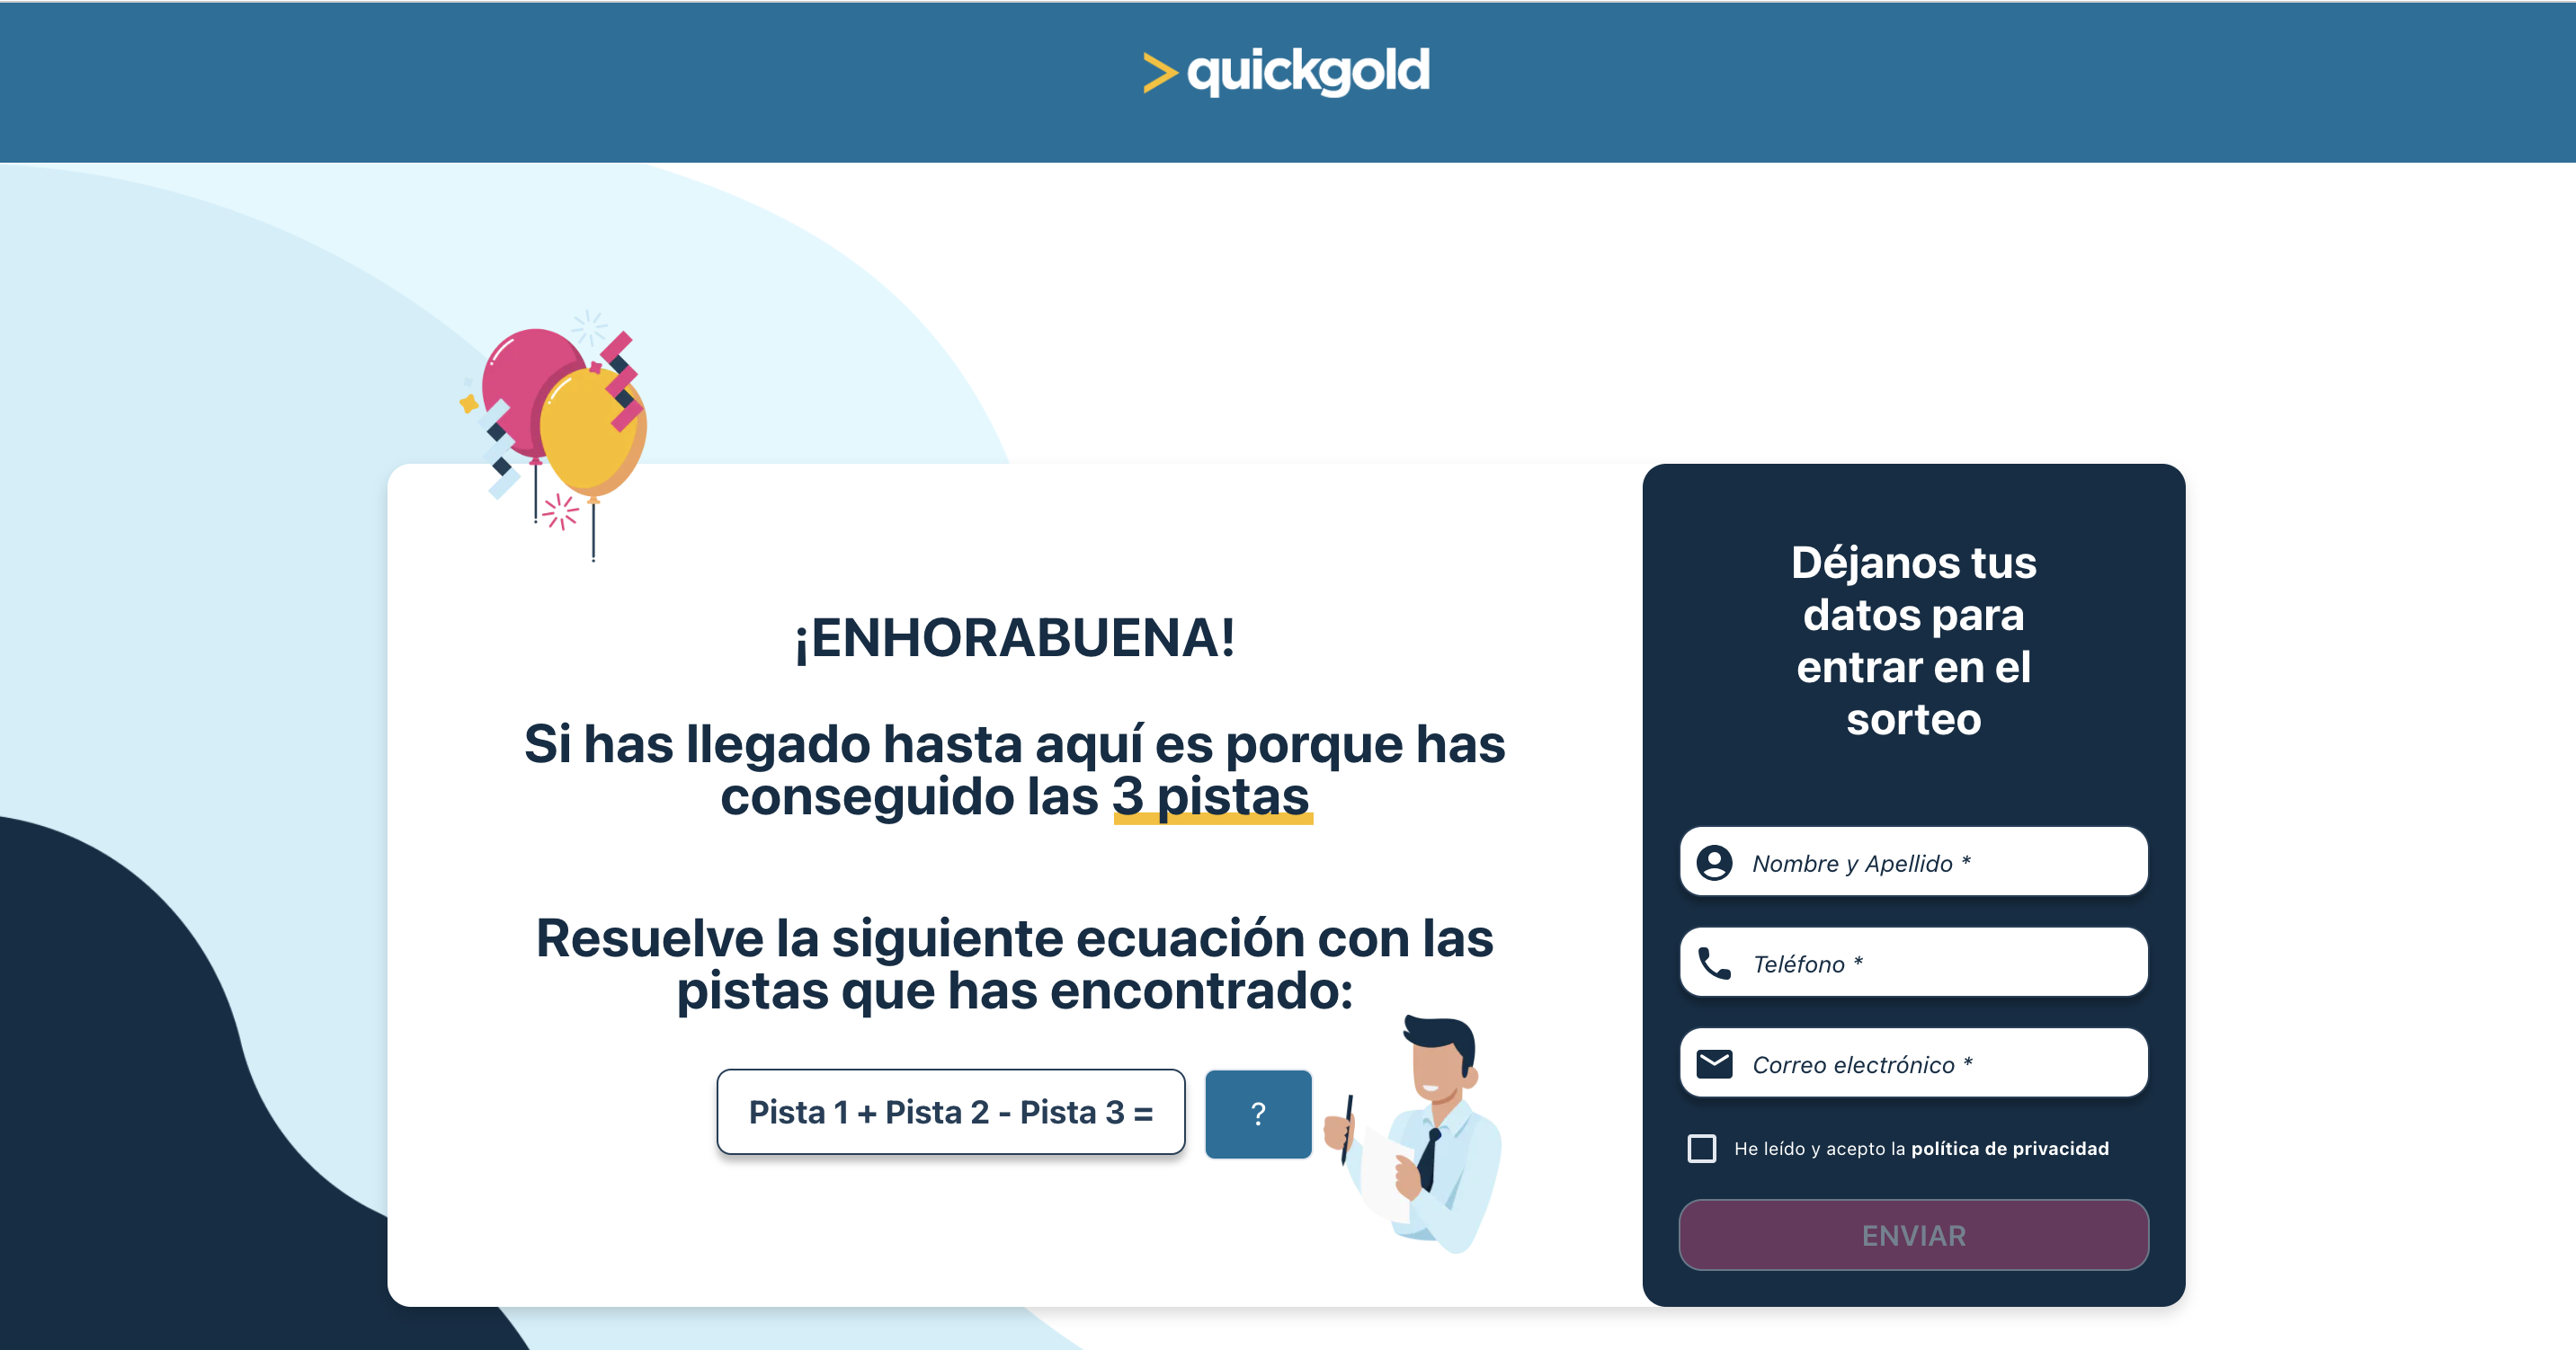 quickgold
¡ENHORABUENA!
Si has llegado hasta aquí es porque has
conseguido las 3 pistas
Resuelve la siguiente ecuación con las
pistas que has encontrado:
Pista 1 + Pista 2 - Pista 3 =
?
Déjanos tus
datos para
entrar en el
sorteo
Nombre y Apellido *
Teléfono *
Correo electrónico *
He leído y acepto la política de privacidad
ENVIAR